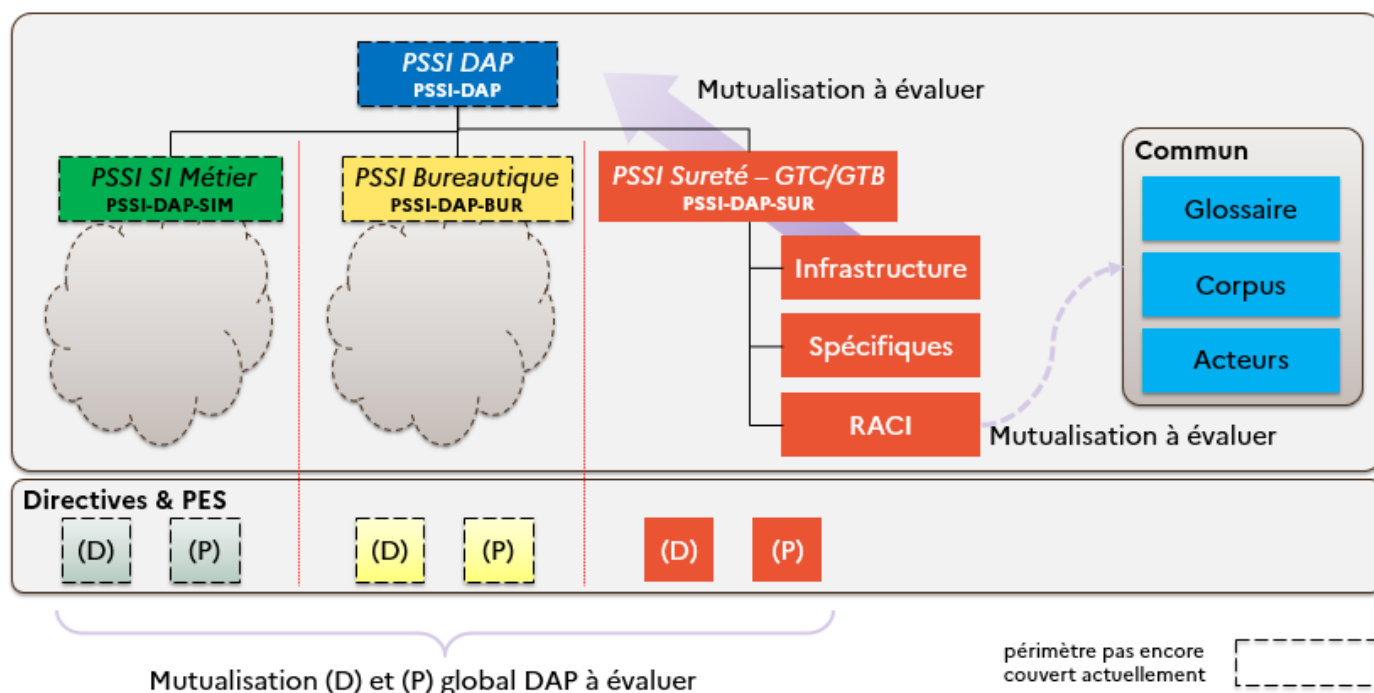 PSSI DAP
PSSI-DAP
Mutualisation à évaluer
PSSI SI Métier
PSSI-DAP-SIM
PSSI Bureautique
PSSI-DAP-BUR
PSSI Sureté – GTC/GTB
PSSI-DAP-SUR
Infrastructure
Spécifiques
RACI
Mutualisation à évaluer
Commun
Glossaire
Corpus
Acteurs
Directives & PES
(D)
(P)
(D)
(P)
(D)
(P)
Mutualisation (D) et (P) global DAP à évaluer
périmètre pas encore
couvert actuellement